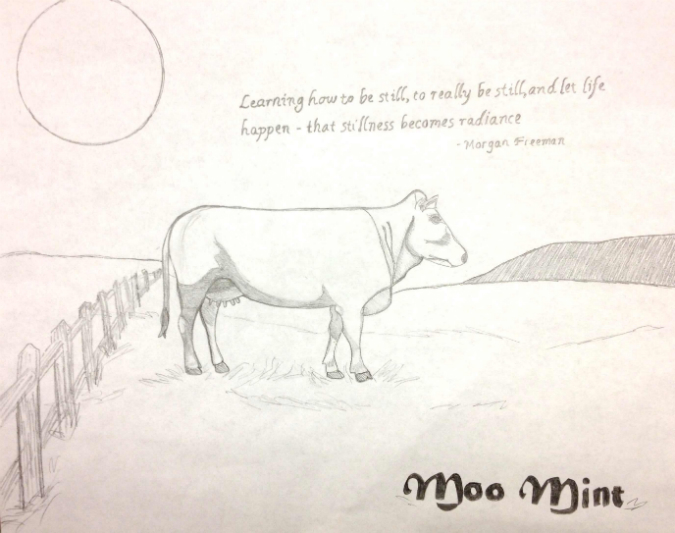 Learning how to be still, to really be still, and let life
happen - that stillness becomes radiance
- Morgan Freeman
Moo Mint